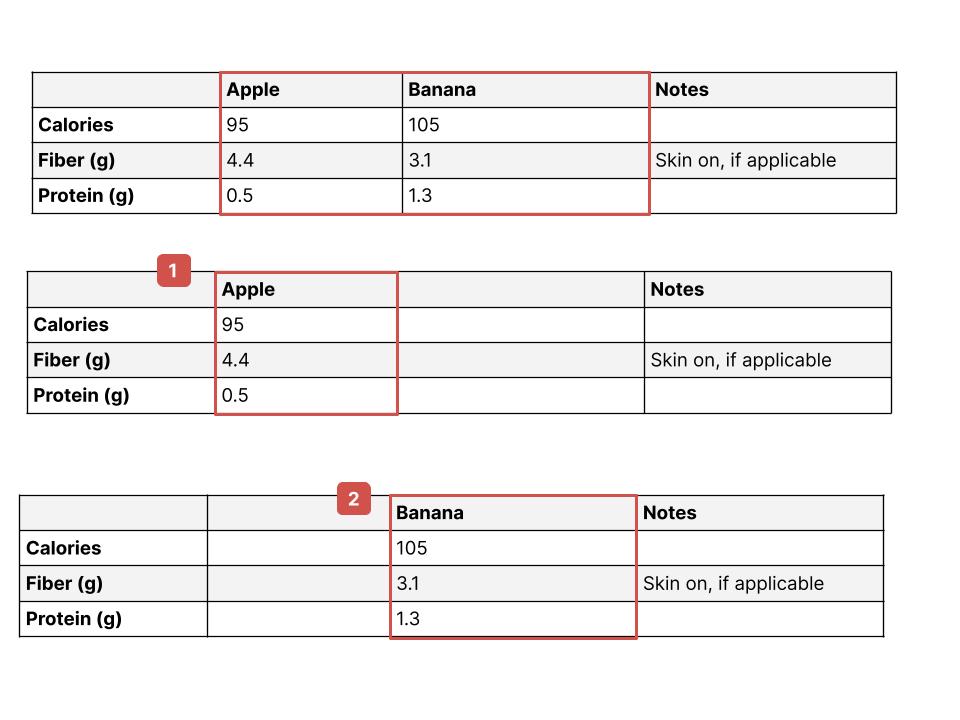 Apple Banana Notes
Calories 95 105
Fiber (g) 4.4 3.1 Skin on, if applicable
Protein (g) 0.5 1.3
1
Apple Notes
Calories 95
Fiber (g) 4.4 Skin on, if applicable
Protein (g) 0.5
2
Banana Notes
Calories 105
Fiber (g) 3.1 Skin on, if applicable
Protein (g) 1.3